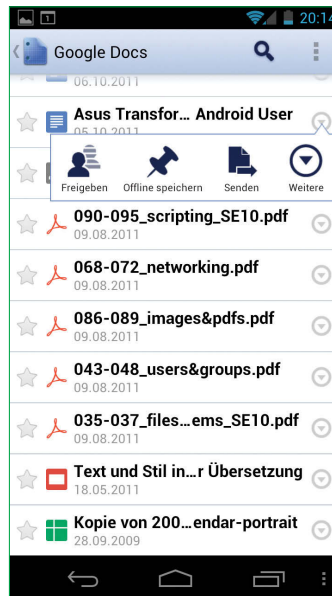 1
20:14
Google Docs
06.10.2011
Asus Transfor... Android User
05.10.2011
Freigeben Offline speichern Senden Weitere
090-095_scripting_SE10.pdf
09.08.2011
068-072_networking.pdf
09.08.2011
086-089_images&pdfs.pdf
09.08.2011
043-048_users&groups.pdf
09.08.2011
035-037_files...ems_SE10.pdf
09.08.2011
Text und Stil in...r Übersetzung
18.05.2011
Kopie von 200...endar-portrait
28.09.2009